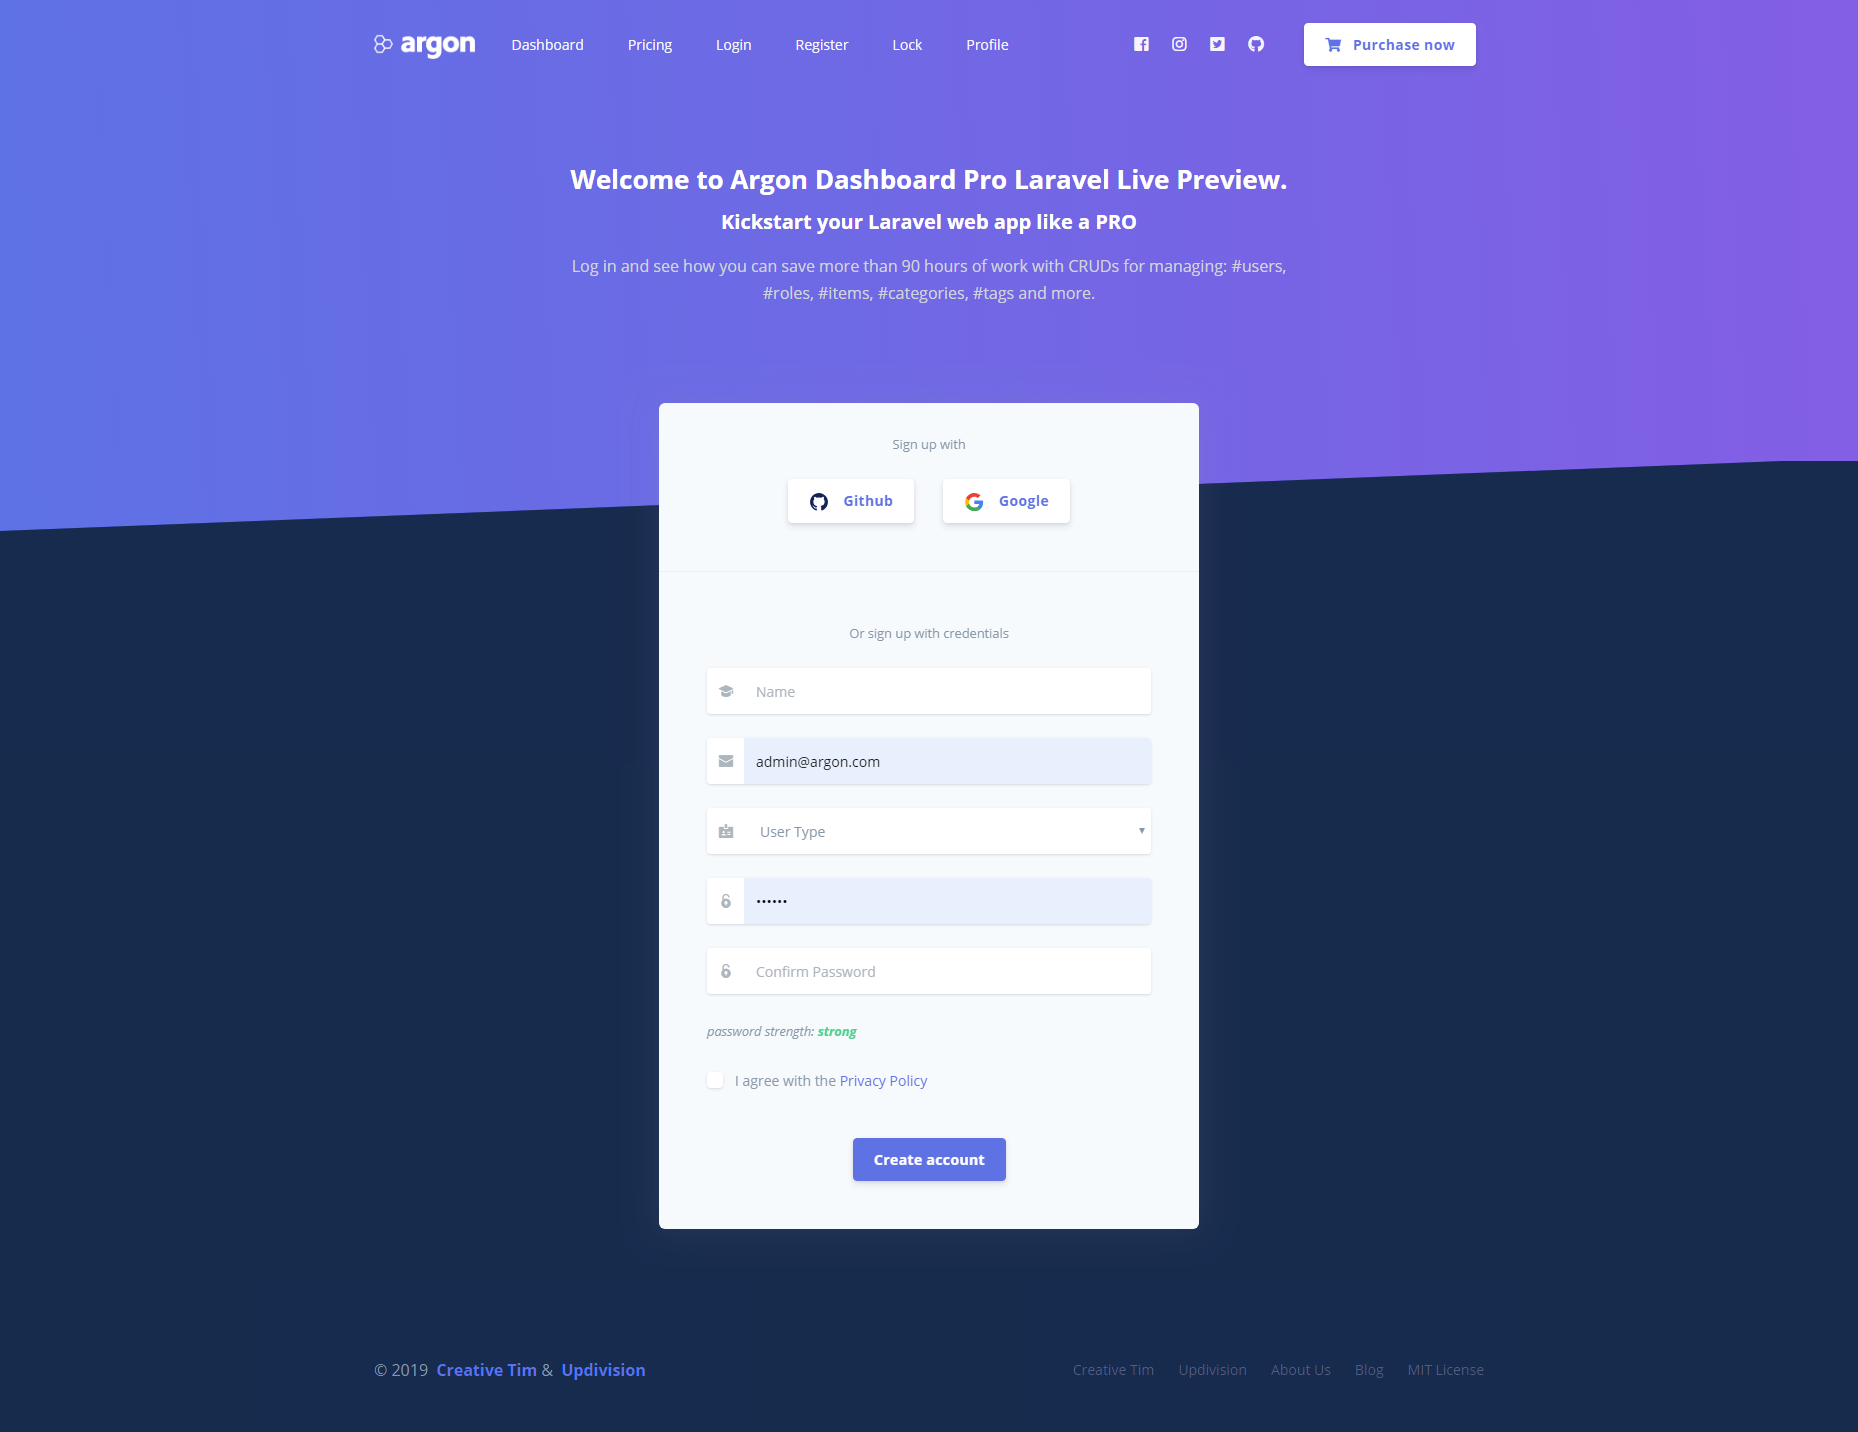 argon Dashboard Pricing Login Register Lock Profile Purchase now
Welcome to Argon Dashboard Pro Laravel Live Preview.
Kickstart your Laravel web app like a PRO
Log in and see how you can save more than 90 hours of work with CRUDs for managing: #users,
#roles, #items, #categories, #tags and more.
Sign up with
Github Google
Or sign up with credentials
Name
admin@argon.com
User Type
••••••
Confirm Password
password strength: strong
I agree with the Privacy Policy
Create account
© 2019 Creative Tim & Updivision Creative Tim Updivision About Us Blog MIT License